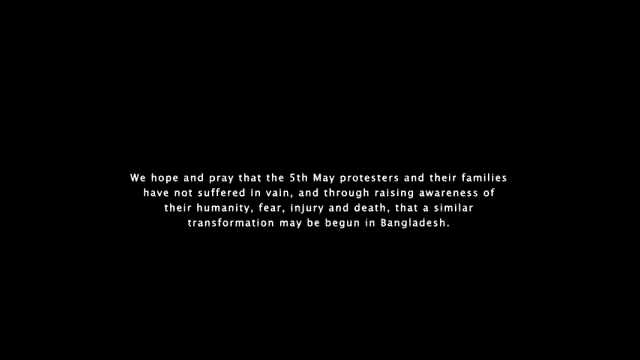 We hope and pray that the 5th May protesters and their families
have not suffered in vain, and through raising awareness of
their humanity, fear, injury and death, that a similar
transformation may be begun in Bangladesh.